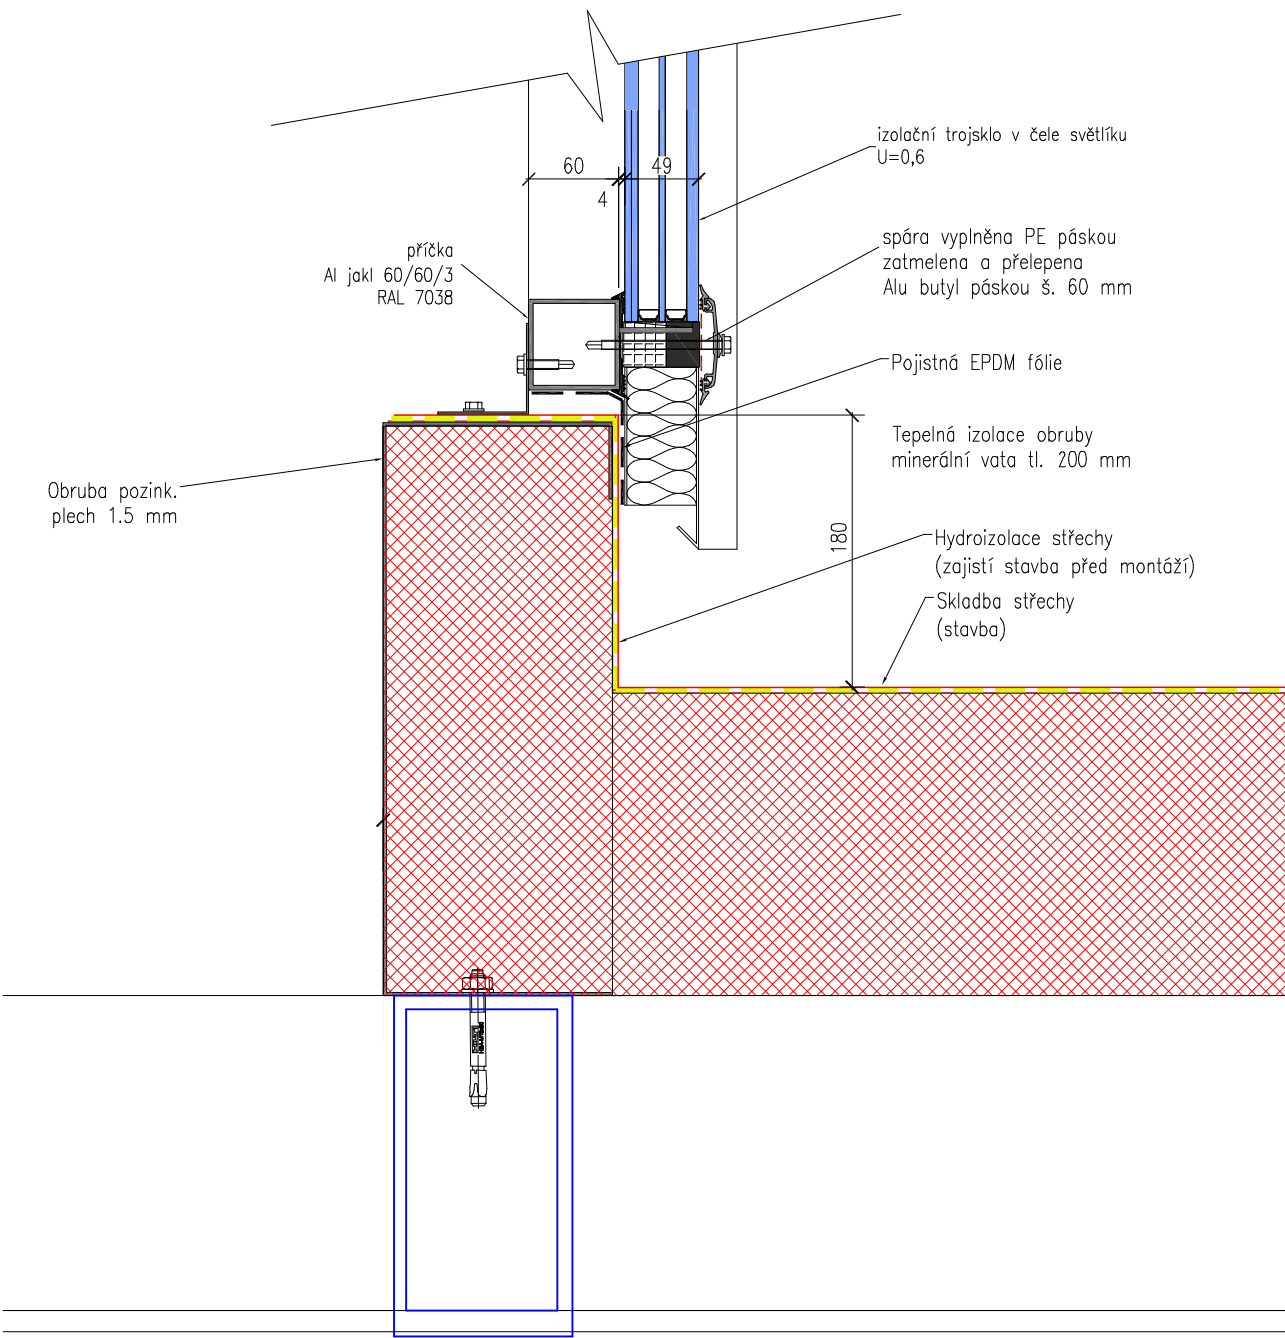 izolační trojsklo v čele světlíku
U=0,6
60
49
4
spára vyplněna PE páskou
zatmelena a přelepena
Alu butyl páskou š. 60 mm
příčka
Al jakl 60/60/3
RAL 7038
Pojistná EPDM fólie
Tepelná izolace obruby
minerální vata tl. 200 mm
Obruba pozink.
plech 1.5 mm
180
Hydroizolace střechy
(zajistí stavba před montáží)
Skladba střechy
(stavba)